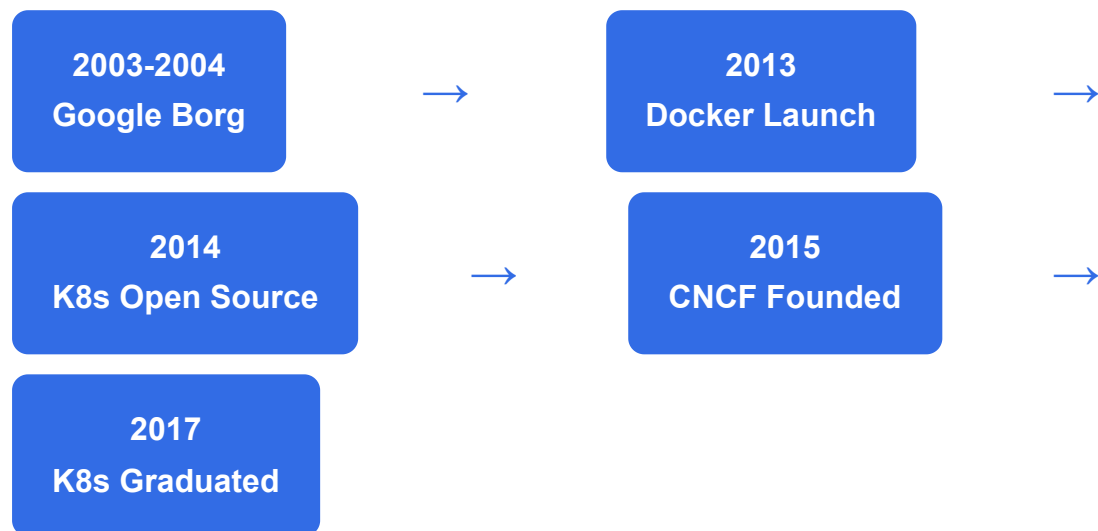 2003-2004
Google Borg
→
2013
Docker Launch
→
2014
K8s Open Source
→
2015
CNCF Founded
→
2017
K8s Graduated